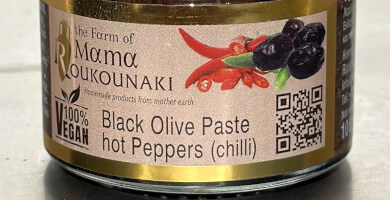 the Farm of
Mama
ROUKOUNAKI
Homemade products from mother earth
100%
VEGAN
Black Olive Paste
hot Peppers (chilli)